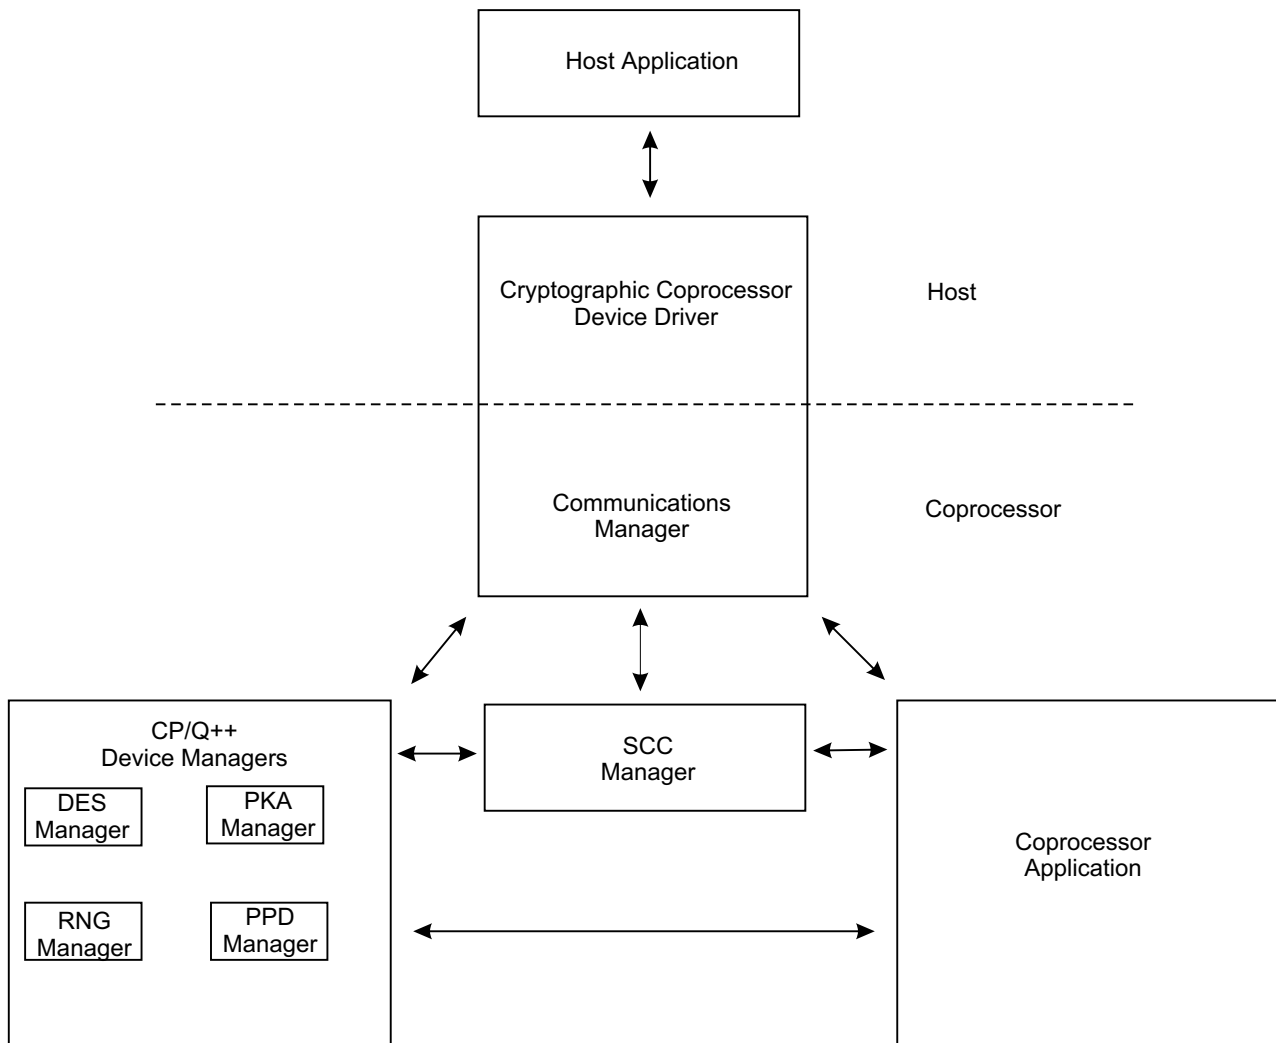 Host Application
Cryptographic Coprocessor
Device Driver
Host
Communications
Manager
Coprocessor
CP/Q++
Device Managers
DES
Manager
PKA
Manager
RNG
Manager
PPD
Manager
SCC
Manager
Coprocessor
Application